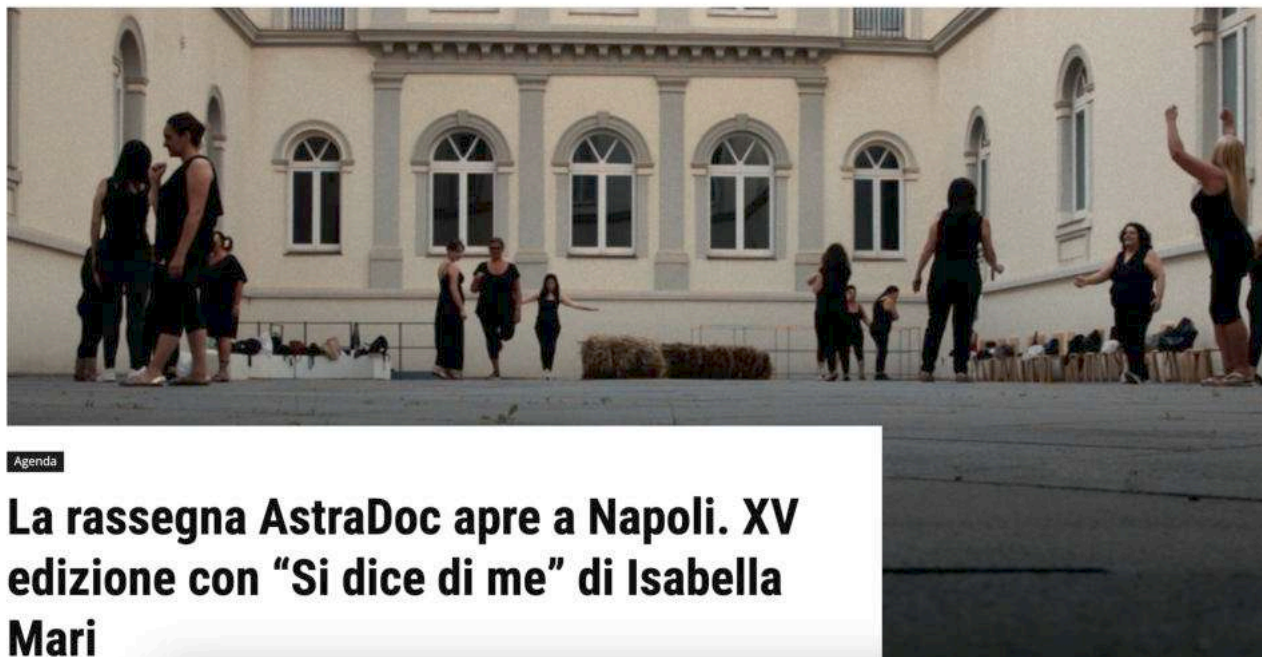 Agenda
La rassegna AstraDoc apre a Napoli. XV
edizione con “Si dice di me” di Isabella
Mari